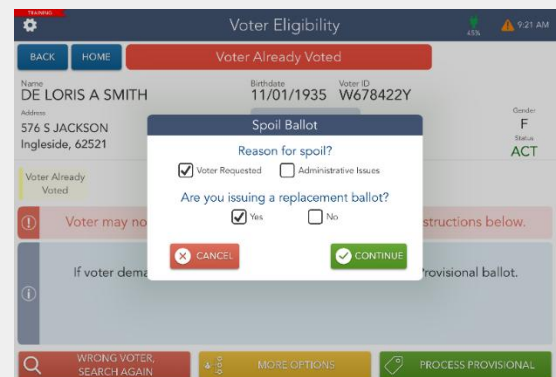 TRAINING
Voter Eligibility
45%
9:21 AM
BACK
HOME
Voter Already Voted
Name
DE LORIS A SMITH
Birthdate
11/01/1935
Voter ID
W678422Y
Address
576 S JACKSON
Ingleside, 62521
Gender
F
Status
ACT
Voter Already
Voted
Spoil Ballot
Reason for spoil?
Voter Requested
Administrative Issues
Are you issuing a replacement ballot?
Yes
No
CANCEL
CONTINUE
Voter may no
structions below.
If voter dema
Provisional ballot.
WRONG VOTER,
SEARCH AGAIN
MORE OPTIONS
PROCESS PROVISIONAL